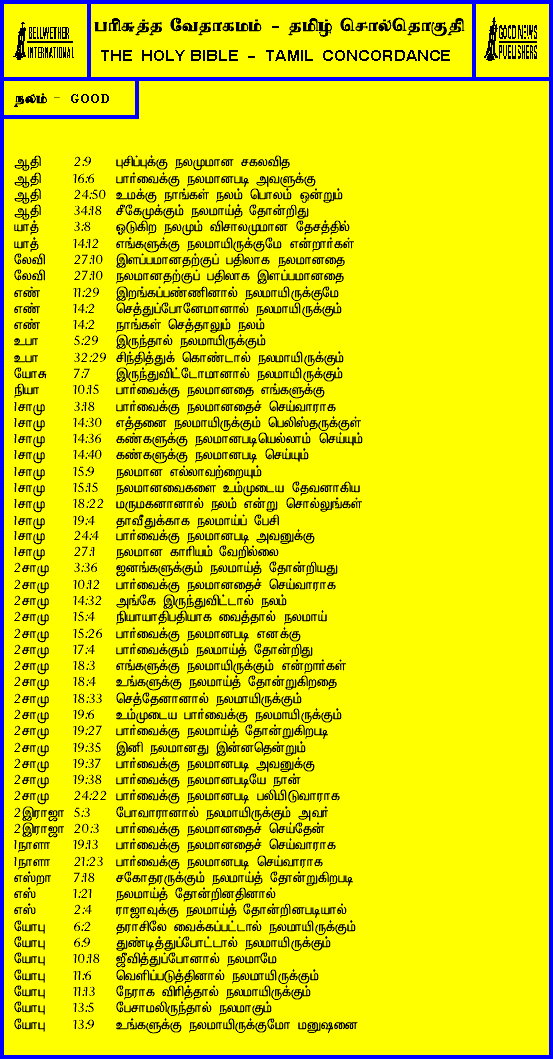 BELLWETHER
INTERNATIONAL
பரிசுத்த வேதாகமம் - தமிழ் சொல்தொகுதி
THE HOLY BIBLE - TAMIL CONCORDANCE
GOOD NEWS
PUBLISHERS
நலம் - GOOD
ஆதி 2:9 புசிப்புக்கு நலமுமான சகலவித
ஆதி 16:6 பார்வைக்கு நலமானபடி அவளுக்கு
ஆதி 24:50 உமக்கு நாங்கள் நலம் பொலம் ஒன்றும்
ஆதி 34:18 சீகேமுக்கும் நலமாய்த் தோன்றிது
யாத் 3:8 ஓடுகிற நலமும் விசாலமுமான தேசத்தில்
யாத் 14:12 எங்களுக்கு நலமாயிருக்குமே என்றார்கள்
லேவி 27:10 இளப்பமானதற்குப் பதிலாக நலமானதை
லேவி 27:10 நலமானதற்குப் பதிலாக இளப்பமானதை
எண் 11:29 இறங்கப்பண்ணினால் நலமாயிருக்குமே
எண் 14:2 செத்துப்போனேமானால் நலமாயிருக்கும்
எண் 14:2 நாங்கள் செத்தாலும் நலம்
உபா 5:29 இருந்தால் நலமாயிருக்கும்
உபா 32:29 சிந்தித்துக் கொண்டால் நலமாயிருக்கும்
யோசு 7:7 இருந்துவிட்டோமானால் நலமாயிருக்கும்
நியா 10:15 பார்வைக்கு நலமானதை எங்களுக்கு
1சாமு 3:18 பார்வைக்கு நலமானதைச் செய்வாராக
1சாமு 14:30 எத்தனை நலமாயிருக்கும் பெலிஸ்தருக்குள்
1சாமு 14:36 கண்களுக்கு நலமானபடியெல்லாம் செய்யும்
1சாமு 14:40 கண்களுக்கு நலமானபடி செய்யும்
1சாமு 15:9 நலமான எல்லாவற்றையும்
1சாமு 15:15 நலமானவைகளை உம்முடைய தேவனாகிய
1சாமு 18:22 மருமகனானால் நலம் என்று சொல்லுங்கள்
1சாமு 19:4 தாவீதுக்காக நலமாய்ப் பேசி
1சாமு 24:4 பார்வைக்கு நலமானபடி அவனுக்கு
1சாமு 27:1 நலமான காரியம் வேறில்லை
2சாமு 3:36 ஜனங்களுக்கும் நலமாய்த் தோன்றியது
2சாமு 10:12 பார்வைக்கு நலமானதைச் செய்வாராக
2சாமு 14:32 அங்கே இருந்துவிட்டால் நலம்
2சாமு 15:4 நியாயாதிபதியாக வைத்தால் நலமாய்
2சாமு 15:26 பார்வைக்கு நலமானபடி எனக்கு
2சாமு 17:4 பார்வைக்கும் நலமாய்த் தோன்றிது
2சாமு 18:3 எங்களுக்கு நலமாயிருக்கும் என்றார்கள்
2சாமு 18:4 உங்களுக்கு நலமாய்த் தோன்றுகிறதை
2சாமு 18:33 செத்தேனானால் நலமாயிருக்கும்
2சாமு 19:6 உம்முடைய பார்வைக்கு நலமாயிருக்கும்
2சாமு 19:27 பார்வைக்கு நலமாய்த் தோன்றுகிறபடி
2சாமு 19:35 இனி நலமானது இன்னதென்றும்
2சாமு 19:37 பார்வைக்கு நலமானபடி அவனுக்கு
2சாமு 19:38 பார்வைக்கு நலமானபடியே நான்
2சாமு 24:22 பார்வைக்கு நலமானபடி பலியிடுவாராக
2இராஜா 5:3 போவாரானால் நலமாயிருக்கும் அவர்
2இராஜா 20:3 பார்வைக்கு நலமானதைச் செய்தேன்
1நாளா 19:13 பார்வைக்கு நலமானதைச் செய்வாராக
1நாளா 21:23 பார்வைக்கு நலமானபடி செய்வாராக
எஸ்றா 7:18 சகோதரருக்கும் நலமாய்த் தோன்றுகிறபடி
எஸ் 1:21 நலமாய்த் தோன்றினதினால்
எஸ் 2:4 ராஜாவுக்கு நலமாய்த் தோன்றினபடியால்
யோபு 6:2 தராசிலே வைக்கப்பட்டால் நலமாயிருக்கும்
யோபு 6:9 துண்டித்துப்போட்டால் நலமாயிருக்கும்
யோபு 10:18 ஜீவித்துப்போனால் நலமாமே
யோபு 11:6 வெளிப்படுத்தினால் நலமாயிருக்கும்
யோபு 11:13 நேராக விரித்தால் நலமாயிருக்கும்
யோபு 13:5 பேசாமலிருந்தால் நலமாகும்
யோபு 13:9 உங்களுக்கு நலமாயிருக்குமோ மனுஷனை